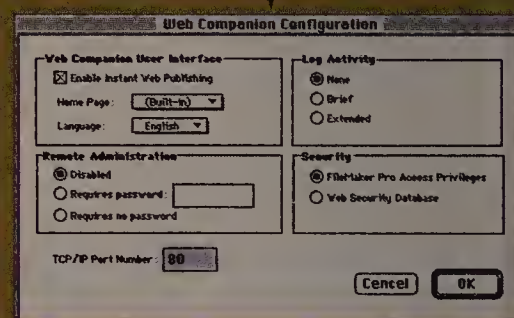 Web Companion Configuration
Web Companion User Interface
Enable Instant Web Publishing
Home Page: (Built-in)
Language: English
Log Activity
None
Brief
Extended
Remote Administration
Disabled
Requires password:
Requires no password
Security
FileMaker Pro Access Privileges
Web Security Database
TCP/IP Port Number: 80
Cancel
OK